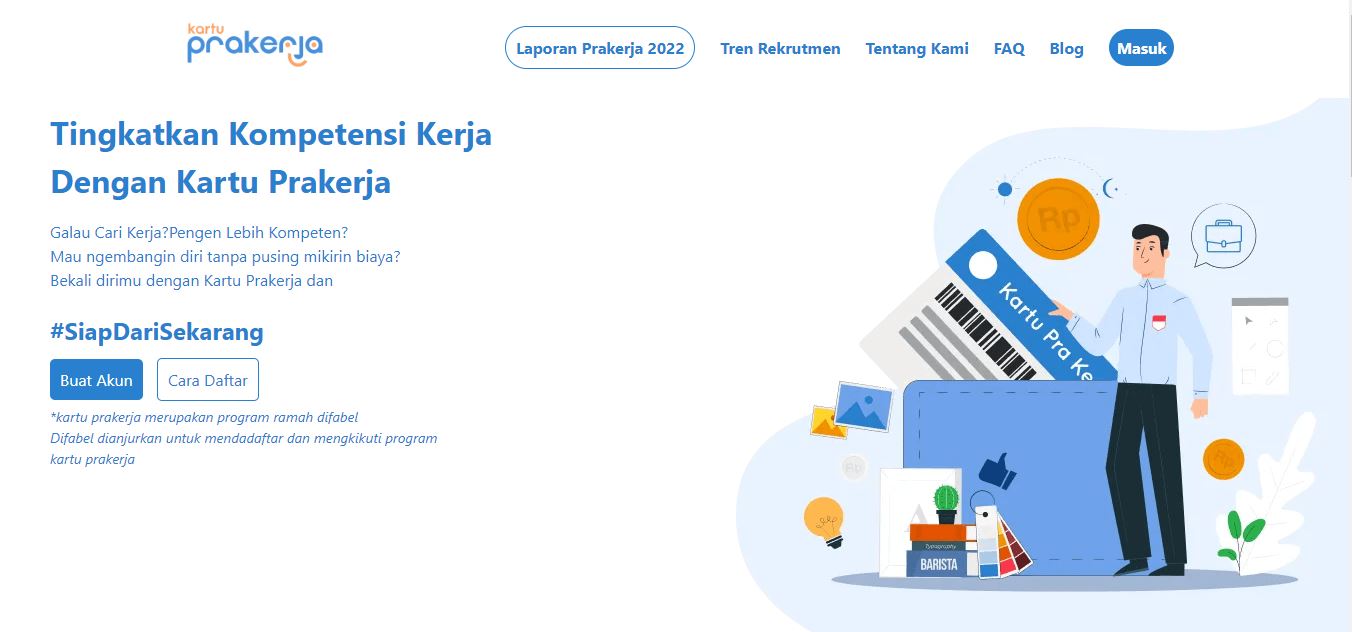 kartu
prakerja
Laporan Prakerja 2022
Tren Rekrutmen
Tentang Kami
FAQ
Blog
Masuk
Tingkatkan Kompetensi Kerja
Dengan Kartu Prakerja
Galau Cari Kerja?Pengen Lebih Kompeten?
Mau ngembangin diri tanpa pusing mikirin biaya?
Bekali dirimu dengan Kartu Prakerja dan
#SiapDariSekarang
Buat Akun
Cara Daftar
*kartu prakerja merupakan program ramah difabel
Difabel dianjurkan untuk mendadaftar dan mengkikuti program
kartu prakerja
Rp
Kartu Pra Ke
Rp
Rp
A
Typography
BARISTA